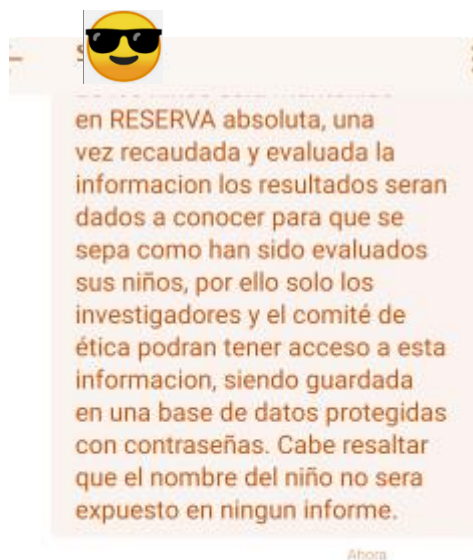 en RESERVA absoluta, una
vez recaudada y evaluada la
informacion los resultados seran
dados a conocer para que se
sepa como han sido evaluados
sus niños, por ello solo los
investigadores y el comité de
ética podran tener acceso a esta
informacion, siendo guardada
en una base de datos protegidas
con contraseñas. Cabe resaltar
que el nombre del niño no sera
expuesto en ningun informe.
Ahora